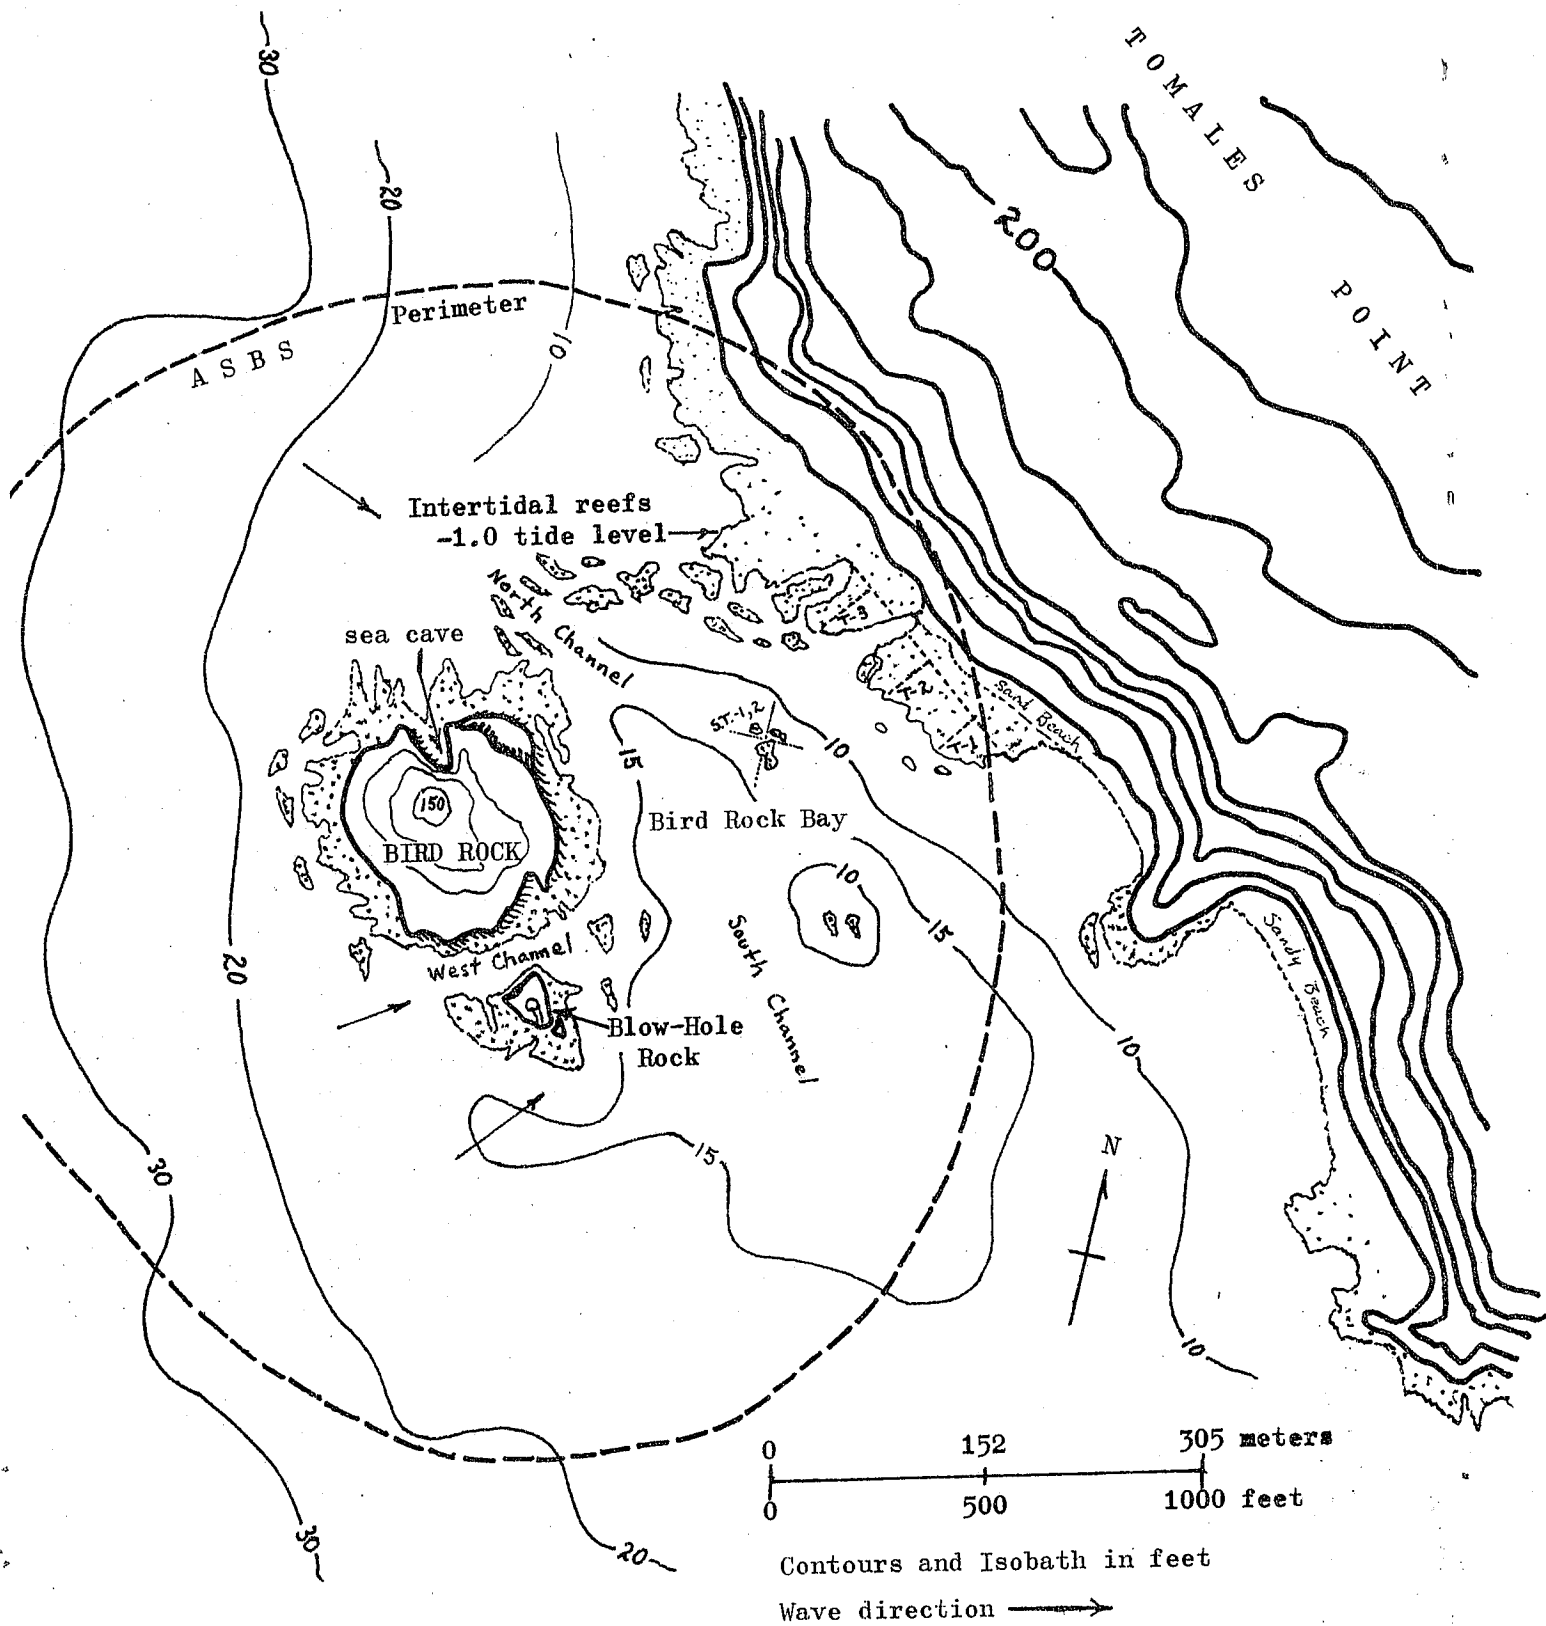 30
20
TOMALES
POINT
200
Perimeter
ASBS
10
Intertidal reefs
-1.0 tide level
North Channel
T-3
sea cave
T-2
Sand Beach
S.T.-1,2
T-1
15
10
150
Bird Rock Bay
BIRD ROCK
10
15
South Channel
Sandy Beach
West Channel
20
Blow-Hole
Rock
10
N
15
30
10
0 152 305 meters
0 500 1000 feet
30
20
Contours and Isobath in feet
Wave direction